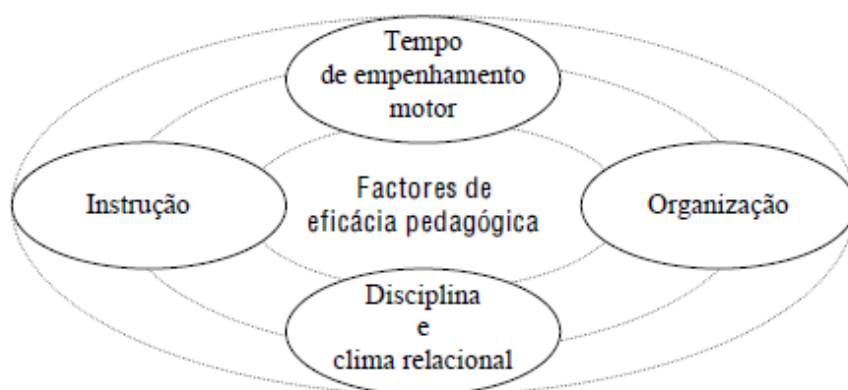 Tempo
de empenhamento
motor
Instrução
Factores de
eficácia pedagógica
Organização
Disciplina
e
clima relacional